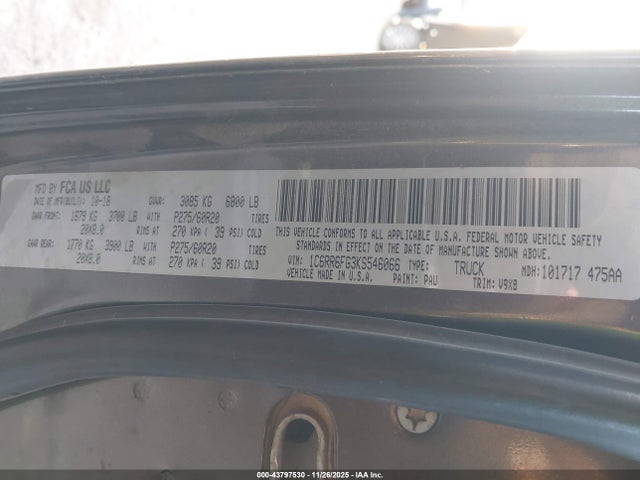 MFD BY FCA US LLC
DATE OF MFR(BUILT): 10-18 GVWR: 3085 KG 6800 LB
GAWR FRONT: 1679 KG 3700 LB WITH P275/60R20 TIRES
20X8.0 RIMS AT 270 KPA ( 39 PSI) COLD
GAWR REAR: 1770 KG 3900 LB WITH P275/60R20 TIRES
20X8.0 RIMS AT 270 KPA ( 39 PSI) COLD
THIS VEHICLE CONFORMS TO ALL APPLICABLE U.S.A. FEDERAL MOTOR VEHICLE SAFETY
STANDARDS IN EFFECT ON THE DATE OF MANUFACTURE SHOWN ABOVE.
VIN: 1C6RR6FG3KS546066 TYPE: TRUCK MDH:101717 475AA
VEHICLE MADE IN U.S.A. PAINT: PAU TRIM: V9X8
000-43797530 11/26/2025 - IAA Inc.